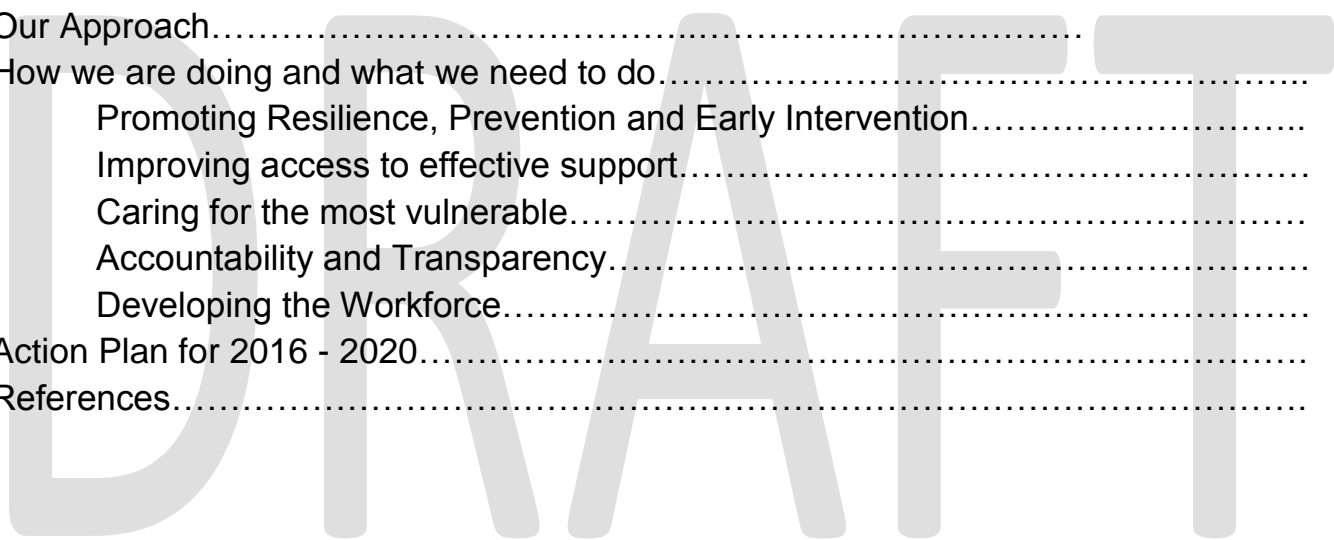 Our Approach……………..……………………..……………………………
How we are doing and what we need to do.……………………………………………………..
Promoting Resilience, Prevention and Early Intervention………………………..
Improving access to effective support…………………………………………………
Caring for the most vulnerable………………….……………………………………………
Accountability and Transparency……………………………………………………………
Developing the Workforce……………………………………………………………………
Action Plan for 2016 - 2020……………….……………………………………………………….
References……………………………………………………………………………………….
DRAFT